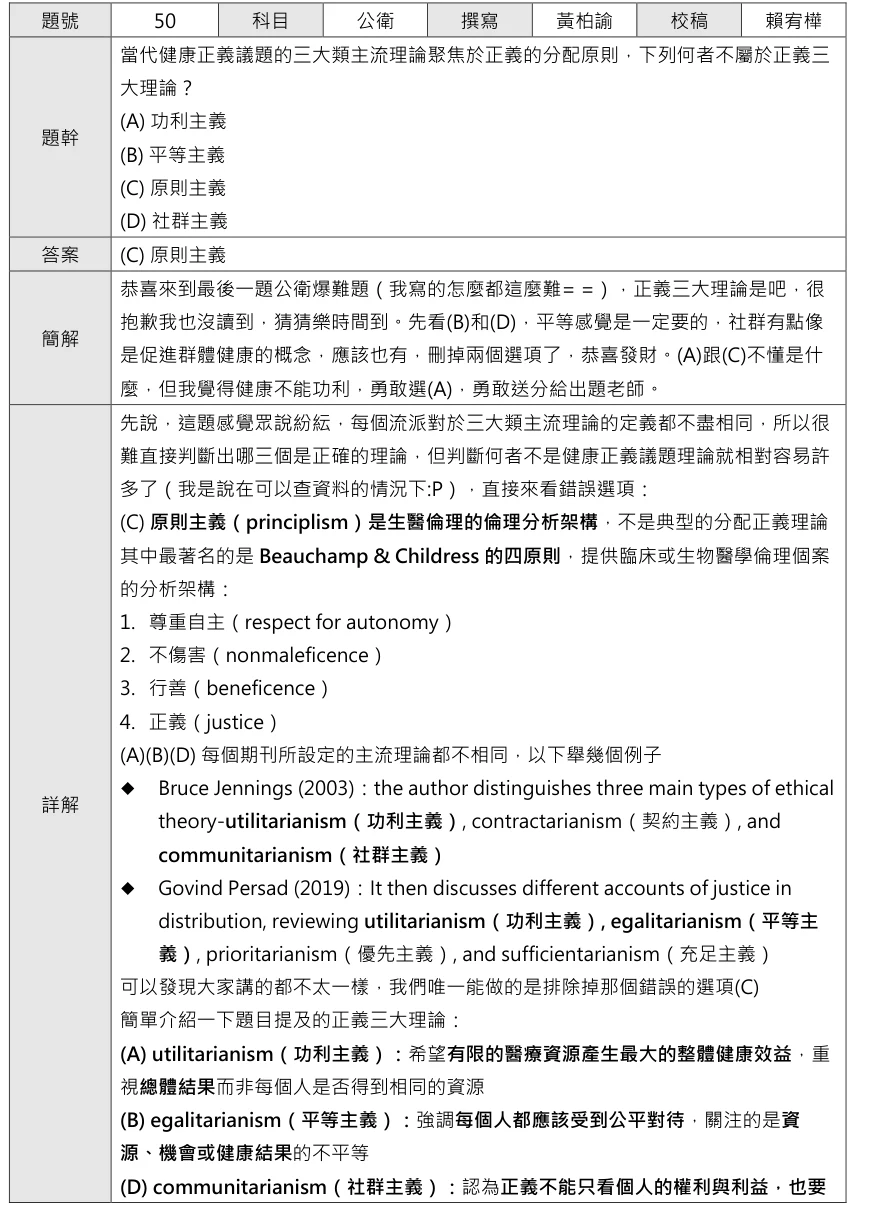 題號 50 科目 公衛 撰寫 黃柏諭 校稿 賴宥樺
題幹
當代健康正義議題的三大類主流理論聚焦於正義的分配原則，下列何者不屬於正義三
大理論？
(A) 功利主義
(B) 平等主義
(C) 原則主義
(D) 社群主義
答案 (C) 原則主義
簡解
恭喜來到最後一題公衛爆難題（我寫的怎麼都這麼難= =），正義三大理論是吧，很
抱歉我也沒讀到，猜猜樂時間到。先看(B)和(D)，平等感覺是一定要的，社群有點像
是促進群體健康的概念，應該也有，刪掉兩個選項了，恭喜發財。(A)跟(C)不懂是什
麼，但我覺得健康不能功利，勇敢選(A)，勇敢送分給出題老師。
詳解
先說，這題感覺眾說紛紜，每個流派對於三大類主流理論的定義都不盡相同，所以很
難直接判斷出哪三個是正確的理論，但判斷何者不是健康正義議題理論就相對容易許
多了（我是說在可以查資料的情況下:P），直接來看錯誤選項：
(C) 原則主義（principlism）是生醫倫理的倫理分析架構，不是典型的分配正義理論
其中最著名的是 Beauchamp & Childress 的四原則，提供臨床或生物醫學倫理個案
的分析架構：
1. 尊重自主（respect for autonomy）
2. 不傷害（nonmaleficence）
3. 行善（beneficence）
4. 正義（justice）
(A)(B)(D) 每個期刊所設定的主流理論都不相同，以下舉幾個例子
◆ Bruce Jennings (2003)：the author distinguishes three main types of ethical
theory-utilitarianism（功利主義）, contractarianism（契約主義）, and
communitarianism（社群主義）
◆ Govind Persad (2019)：It then discusses different accounts of justice in
distribution, reviewing utilitarianism（功利主義）, egalitarianism（平等主
義）, prioritarianism（優先主義）, and sufficientarianism（充足主義）
可以發現大家講的都不太一樣，我們唯一能做的是排除掉那個錯誤的選項(C)
簡單介紹一下題目提及的正義三大理論：
(A) utilitarianism（功利主義）：希望有限的醫療資源產生最大的整體健康效益，重
視總體結果而非每個人是否得到相同的資源
(B) egalitarianism（平等主義）：強調每個人都應該受到公平對待，關注的是資
源、機會或健康結果的不平等
(D) communitarianism（社群主義）：認為正義不能只看個人的權利與利益，也要